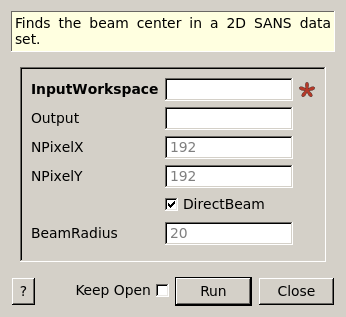 Finds the beam center in a 2D SANS data
set.
InputWorkspace
Output
NPixelX 192
NPixelY 192
DirectBeam
BeamRadius 20
? Keep Open Run Close